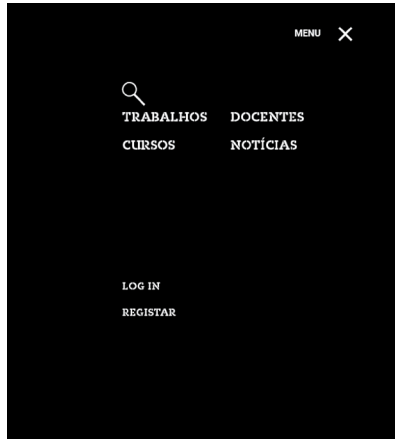 MENU
TRABALHOS DOCENTES
CURSOS NOTÍCIAS
LOG IN
REGISTAR